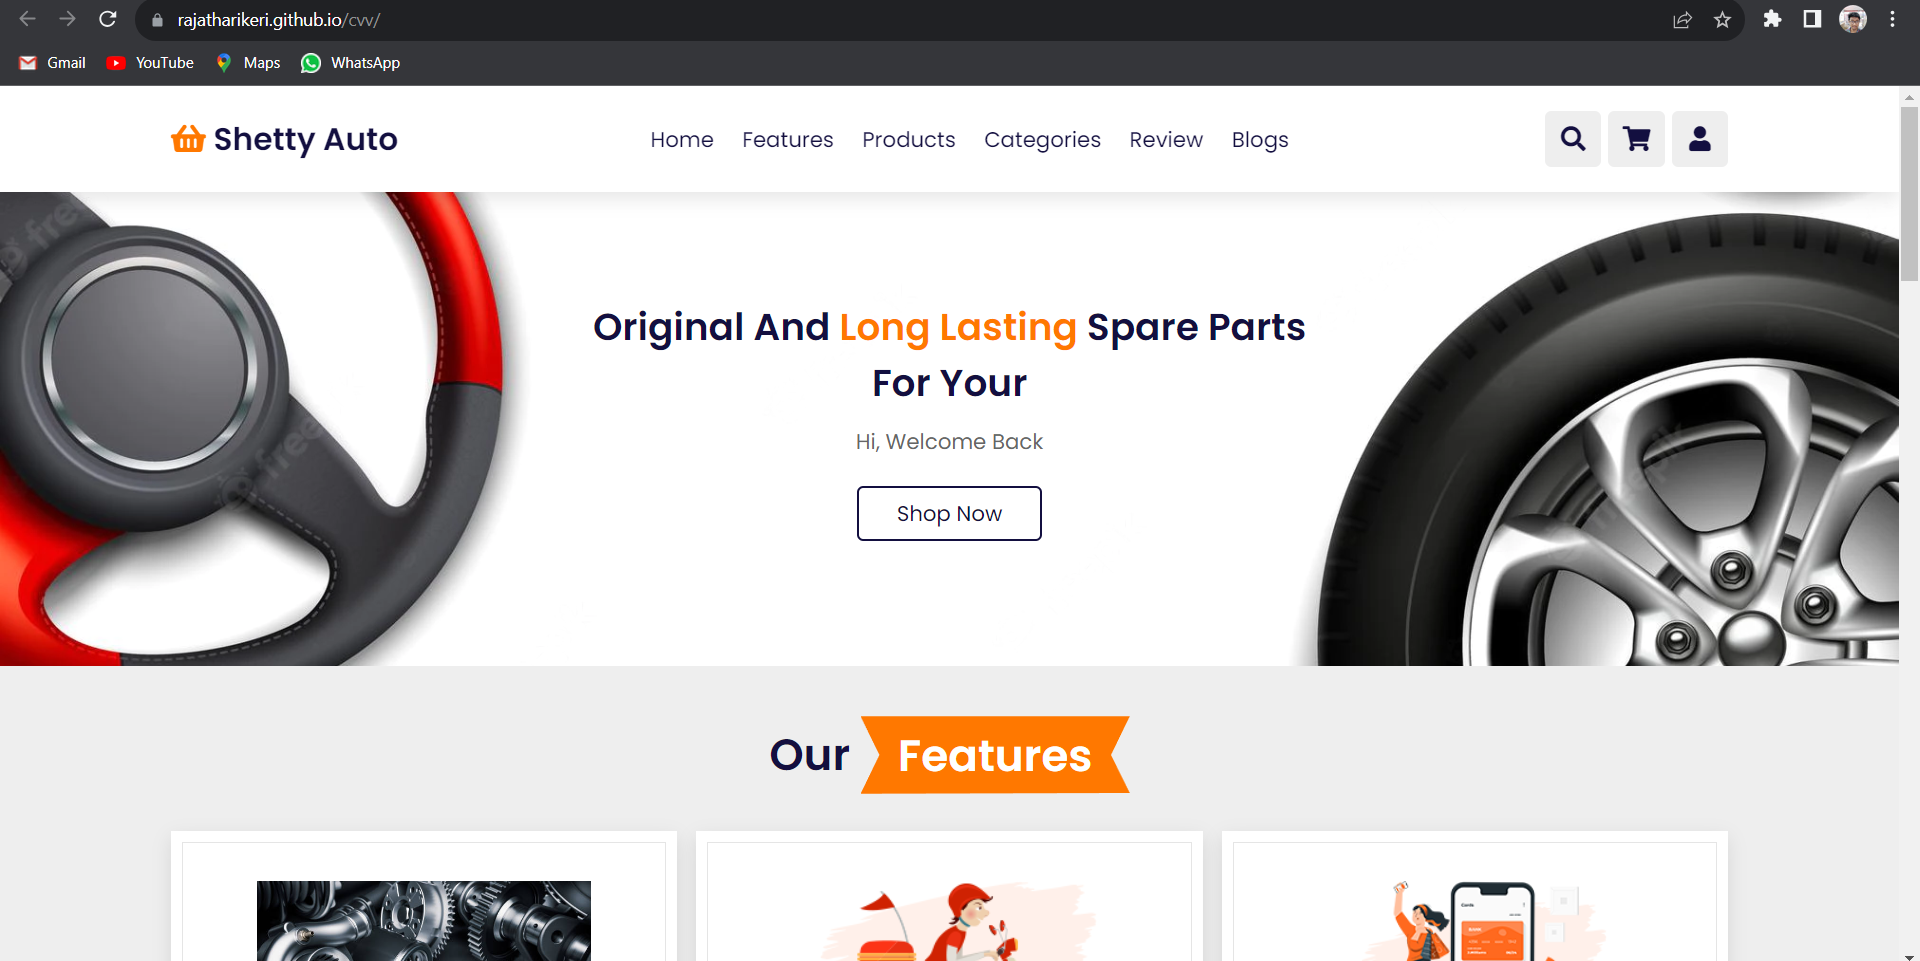 rajatharikeri.github.io/cvv/
Gmail YouTube Maps WhatsApp
Shetty Auto Home Features Products Categories Review Blogs
Original And Long Lasting Spare Parts
For Your
Hi, Welcome Back
Shop Now
Our Features